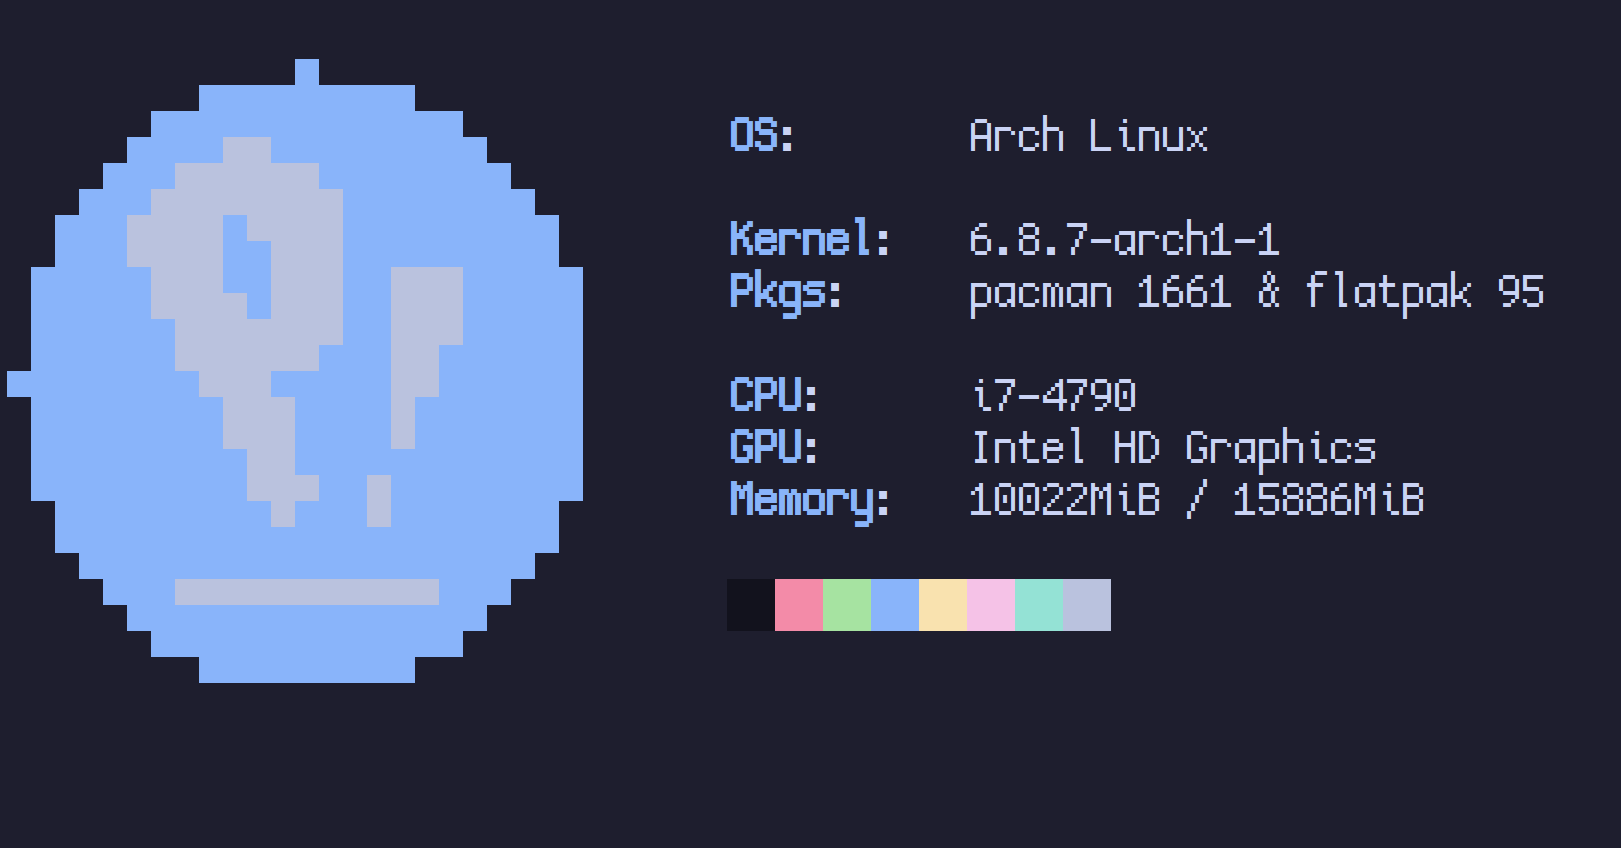 OS: Arch Linux
Kernel: 6.8.7-arch1-1
Pkgs: pacman 1661 & flatpak 95
CPU: i7-4790
GPU: Intel HD Graphics
Memory: 10022MiB / 15886MiB